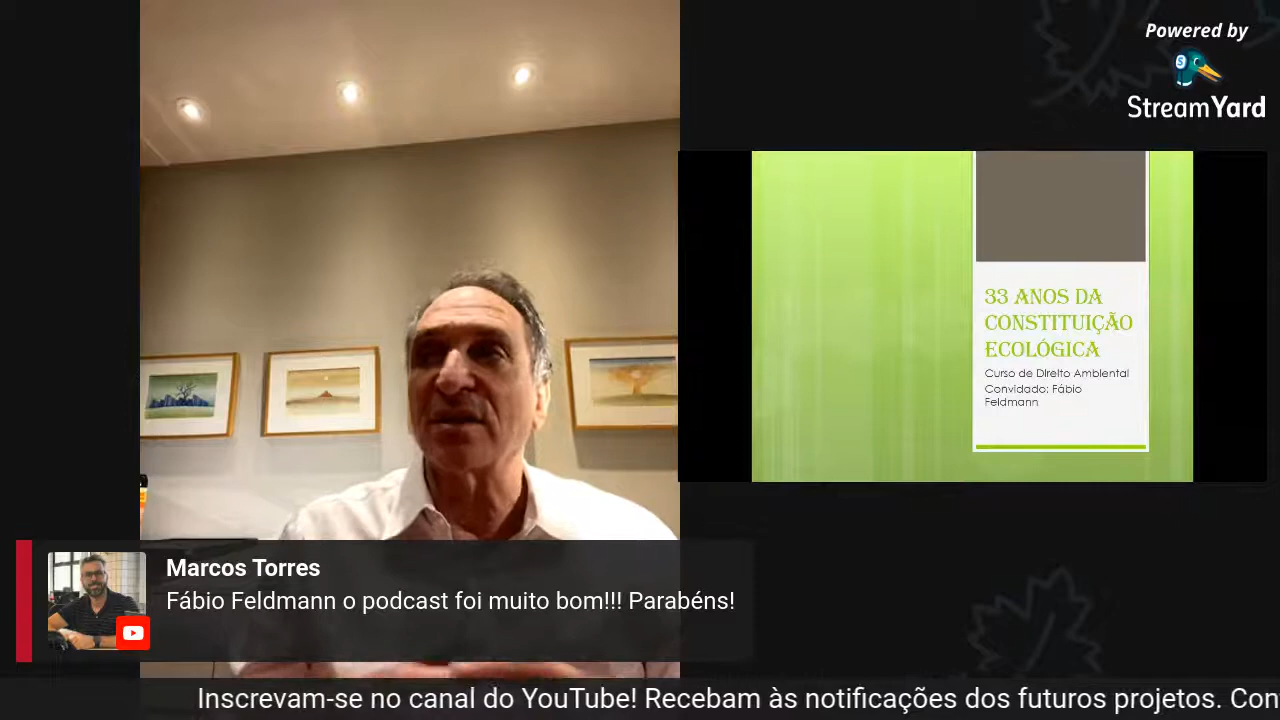 Powered by
StreamYard
33 ANOS DA
CONSTITUIÇÃO
ECOLÓGICA
Curso de Direito Ambiental
Convidado: Fábio
Feldmann
Marcos Torres
Fábio Feldmann o podcast foi muito bom!!! Parabéns!
Inscrevam-se no canal do YouTube! Recebam às notificações dos futuros projetos. Con